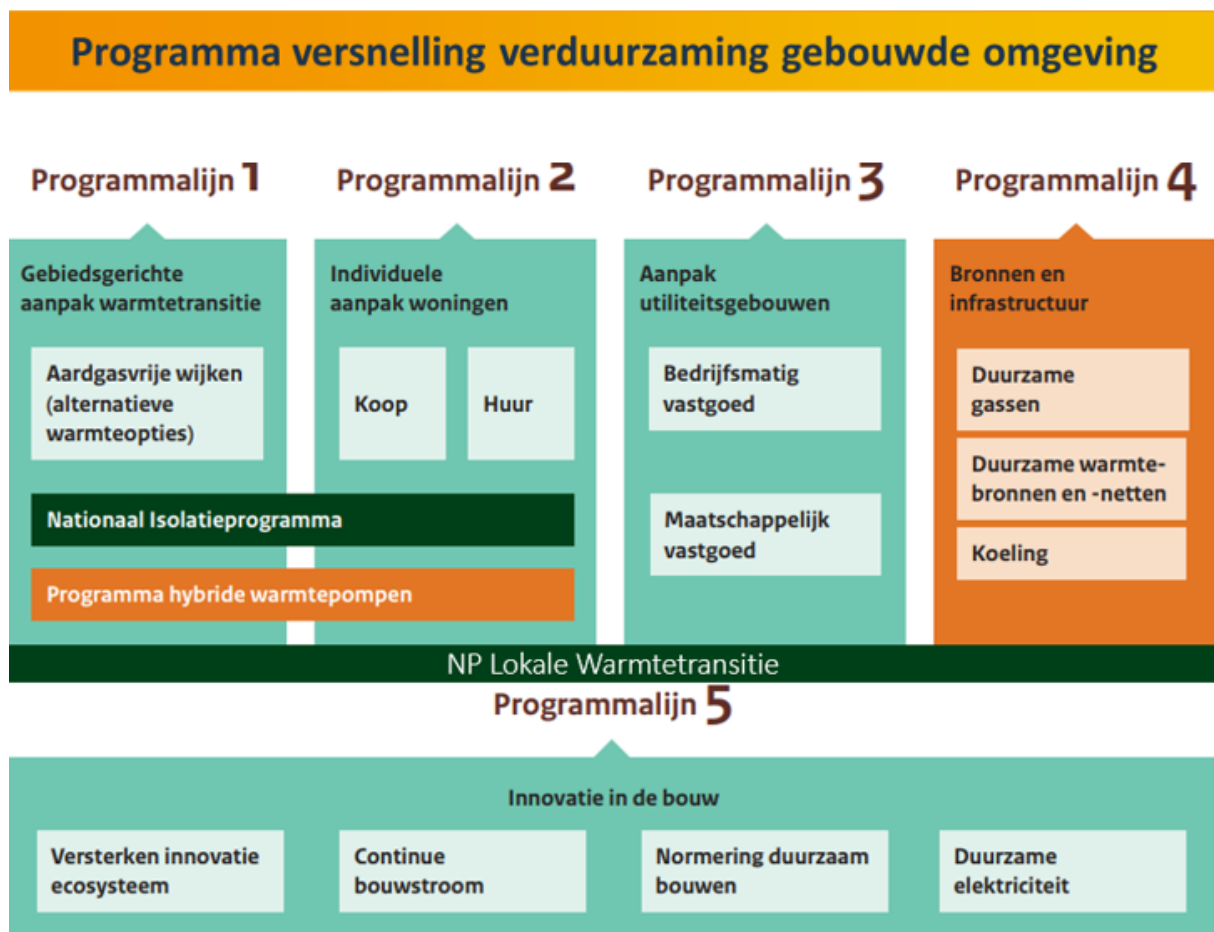 Programma versnelling verduurzaming gebouwde omgeving
Programmalijn 1
Gebiedsgerichte
aanpak warmtetransitie
Aardgasvrije wijken
(alternatieve
warmteopties)
Programmalijn 2
Individuele
aanpak woningen
Koop
Huur
Nationaal Isolatieprogramma
Programma hybride warmtepompen
Programmalijn 3
Aanpak
utiliteitsgebouwen
Bedrijfsmatig
vastgoed
Maatschappelijk
vastgoed
Programmalijn 4
Bronnen en
infrastructuur
Duurzame
gassen
Duurzame warmte-
bronnen en -netten
Koeling
NP Lokale Warmtetransitie
Programmalijn 5
Innovatie in de bouw
Versterken innovatie
ecosysteem
Continue
bouwstroom
Normering duurzaam
bouwen
Duurzame
elektriciteit